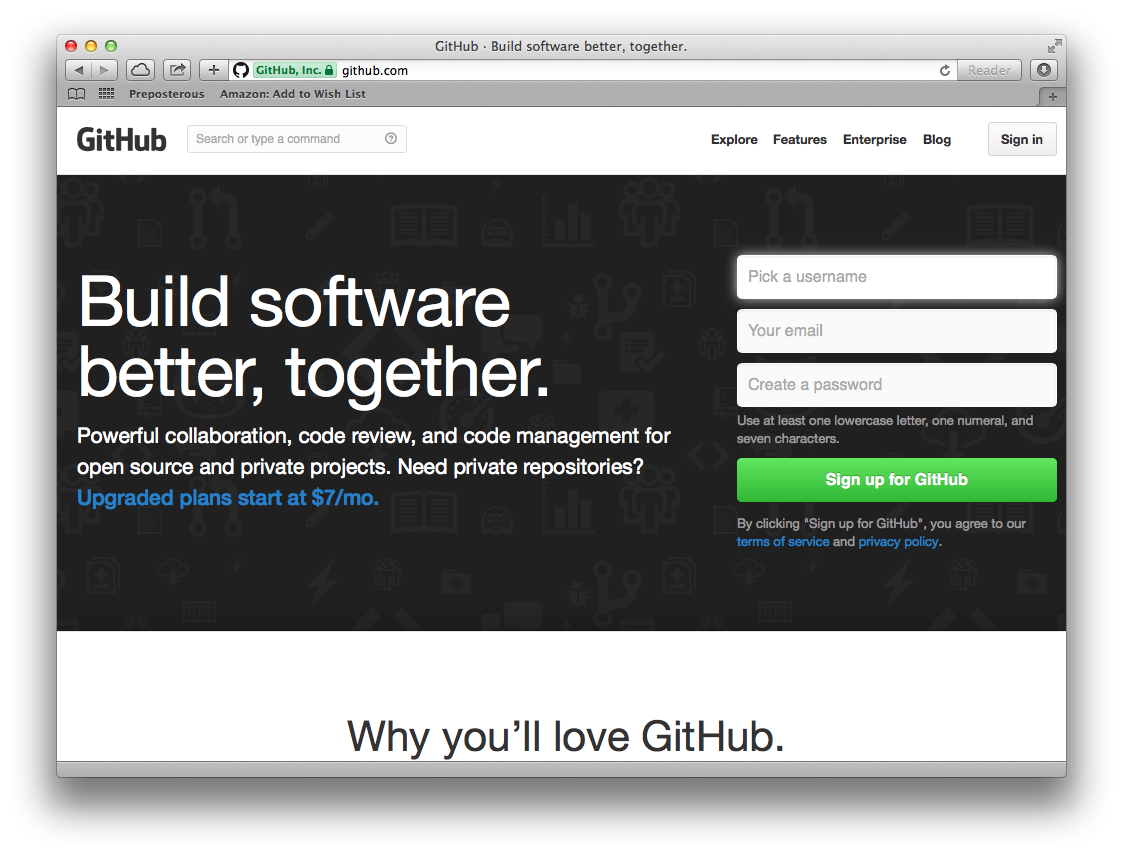 GitHub · Build software better, together.
GitHub, Inc. github.com
Reader
Preposterous Amazon: Add to Wish List
GitHub
Search or type a command
Explore Features Enterprise Blog Sign in
Build software
better, together.
Powerful collaboration, code review, and code management for
open source and private projects. Need private repositories?
Upgraded plans start at $7/mo.
Pick a username
Your email
Create a password
Use at least one lowercase letter, one numeral, and
seven characters.
Sign up for GitHub
By clicking "Sign up for GitHub", you agree to our
terms of service and privacy policy.
Why you’ll love GitHub.